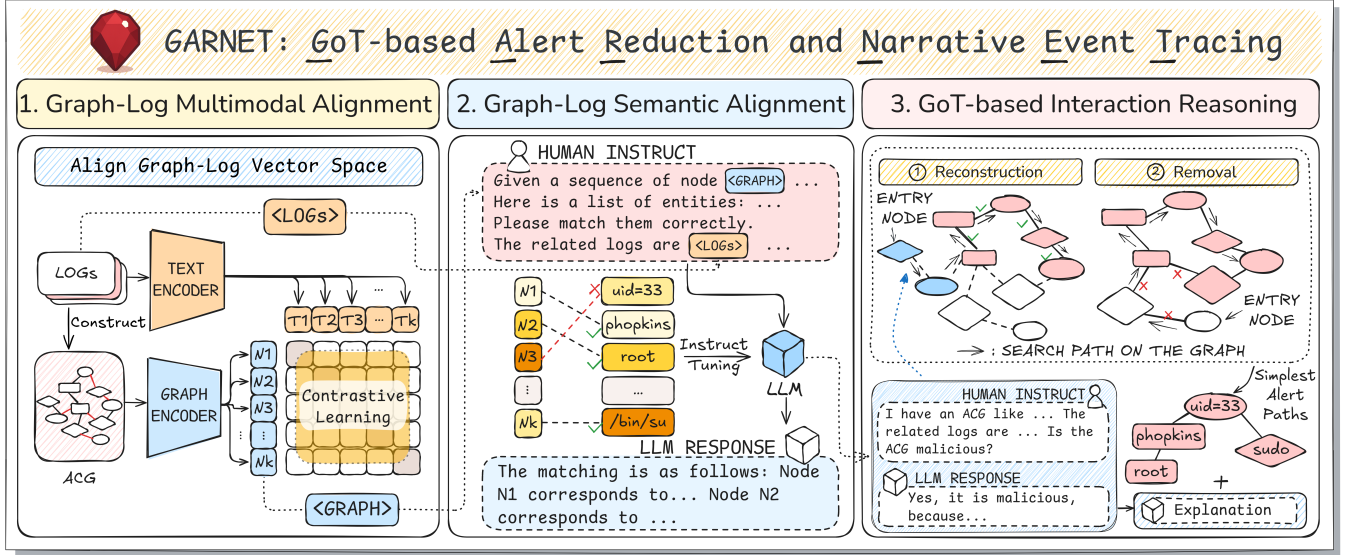 GARNET: GoT-based Alert Reduction and Narrative Event Tracing
1. Graph-Log Multimodal Alignment
Align Graph-Log Vector Space
<LOGs>
LOGs
TEXT
ENCODER
...
Construct
T1 T2 T3 ... Tk
N1
N2
N3
⋮
⋮
Nk
GRAPH
ENCODER
Contrastive
Learning
ACG
<GRAPH>
2. Graph-Log Semantic Alignment
HUMAN INSTRUCT
Given a sequence of node <GRAPH> ...
Here is a list of entities: ...
Please match them correctly.
The related logs are <LOGs> ...
N1 uid=33
N2 phopkins
N3 root
⋮ ...
Nk /bin/su
Instruct
Tuning
LLM
LLM RESPONSE
The matching is as follows: Node
N1 corresponds to... Node N2
corresponds to ...
3. GoT-based Interaction Reasoning
1 Reconstruction
2 Removal
ENTRY
NODE
ENTRY
NODE
: SEARCH PATH ON THE GRAPH
HUMAN INSTRUCT
I have an ACG like ... The
related logs are ... Is the
ACG malicious?
LLM RESPONSE
Yes, it is malicious,
because...
Simplest
Alert
Paths
uid=33
phopkins
sudo
root
+
Explanation